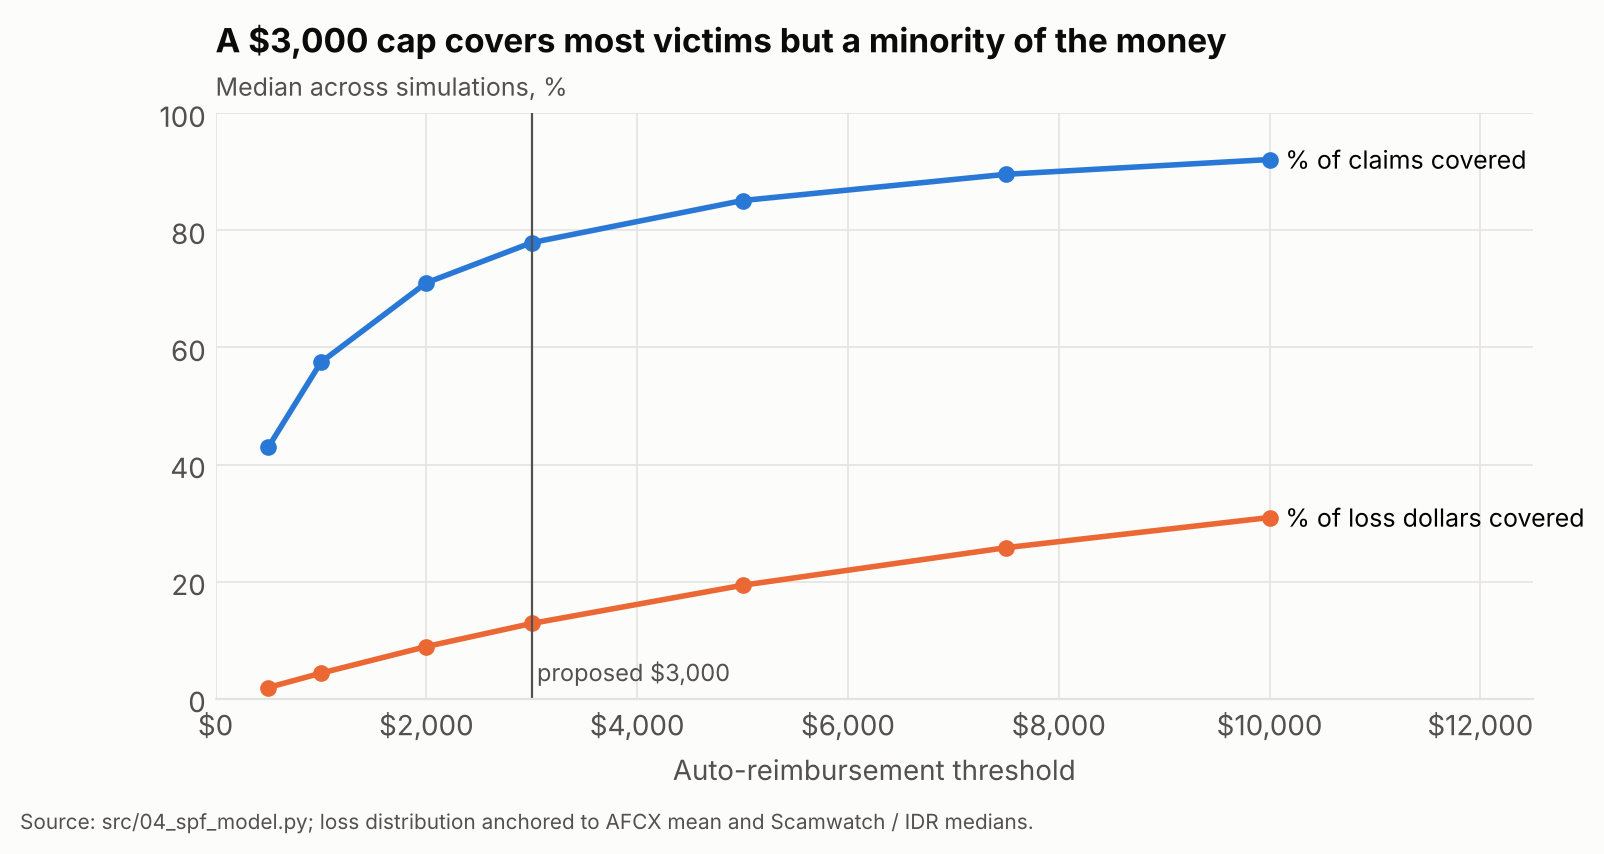 A $3,000 cap covers most victims but a minority of the money
Median across simulations, %
100
80
60
40
20
0
% of claims covered
% of loss dollars covered
proposed $3,000
$0 $2,000 $4,000 $6,000 $8,000 $10,000 $12,000
Auto-reimbursement threshold
Source: src/04_spf_model.py; loss distribution anchored to AFCX mean and Scamwatch / IDR medians.